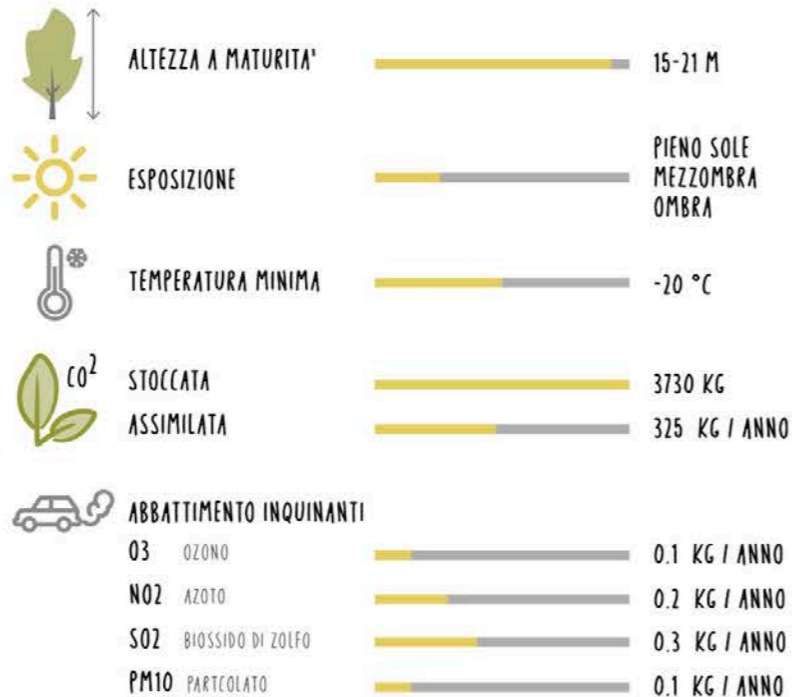 ALTEZZA A MATURITA' 15-21 M
ESPOSIZIONE PIENO SOLE
MEZZOMBRA
OMBRA
TEMPERATURA MINIMA -20 °C
CO²
STOCCATA 3730 KG
ASSIMILATA 325 KG / ANNO
ABBATTIMENTO INQUINANTI
O3 OZONO 0.1 KG / ANNO
NO2 AZOTO 0.2 KG / ANNO
SO2 BIOSSIDO DI ZOLFO 0.3 KG / ANNO
PM10 PARTCOLATO 0.1 KG / ANNO